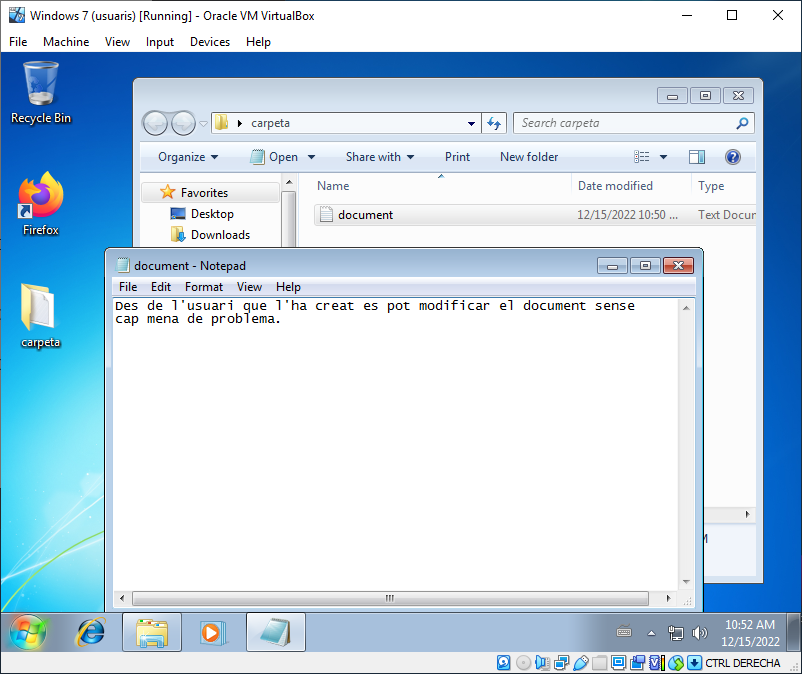 Windows 7 (usuaris) [Running] - Oracle VM VirtualBox
File Machine View Input Devices Help
Recycle Bin
Firefox
carpeta
carpeta
Search carpeta
Organize Open Share with Print New folder
Favorites
Desktop
Downloads
Name Date modified Type
document 12/15/2022 10:50 ... Text Docur
document - Notepad
File Edit Format View Help
Des de l'usuari que l'ha creat es pot modificar el document sense
cap mena de problema.
10:52 AM
12/15/2022
CTRL DERECHA